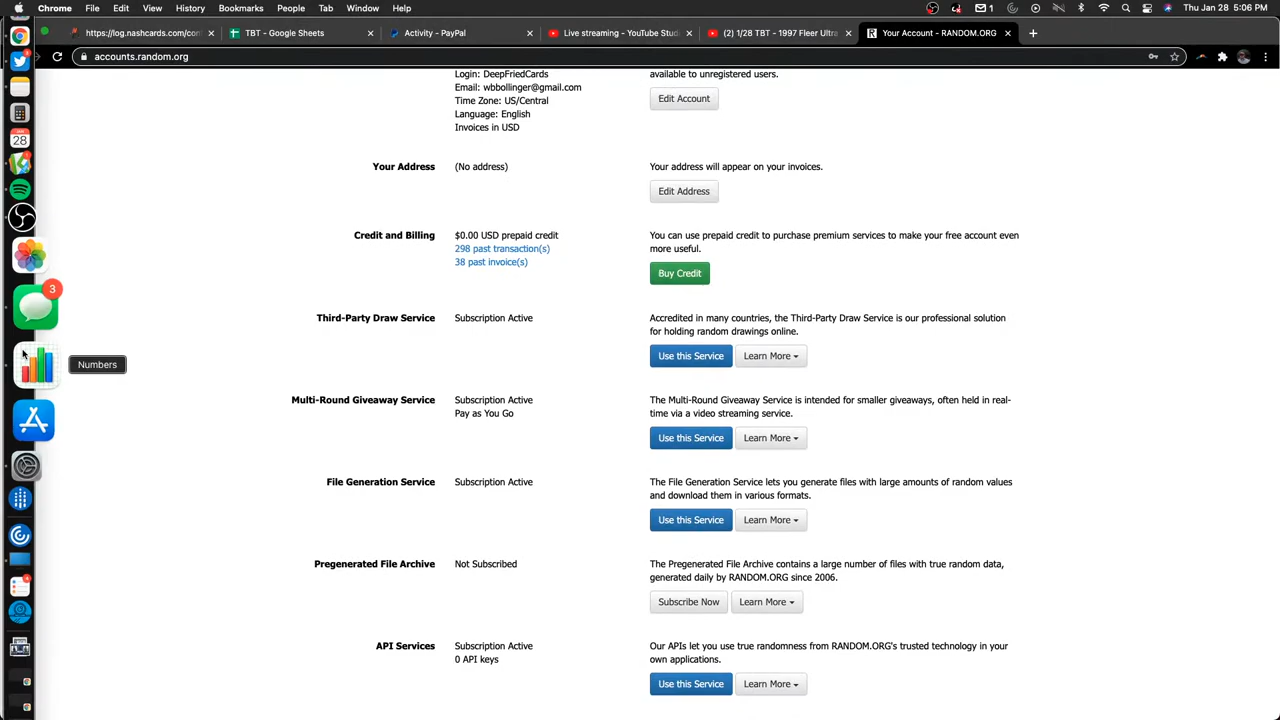 Chrome File Edit View History Bookmarks People Tab Window Help
1
Thu Jan 28 5:06 PM
https://log.nashcards.com/con
TBT - Google Sheets
Activity - PayPal
Live streaming - YouTube Stud
(2) 1/28 TBT - 1997 Fleer Ultra
Your Account - RANDOM.ORG
accounts.random.org
Login: DeepFriedCards
Email: wbbollinger@gmail.com
Time Zone: US/Central
Language: English
Invoices in USD
available to unregistered users.
Edit Account
Your Address
(No address)
Your address will appear on your invoices.
Edit Address
Credit and Billing
$0.00 USD prepaid credit
298 past transaction(s)
38 past invoice(s)
You can use prepaid credit to purchase premium services to make your free account even
more useful.
Buy Credit
Third-Party Draw Service
Subscription Active
Accredited in many countries, the Third-Party Draw Service is our professional solution
for holding random drawings online.
Use this Service
Learn More
Multi-Round Giveaway Service
Subscription Active
Pay as You Go
The Multi-Round Giveaway Service is intended for smaller giveaways, often held in real-
time via a video streaming service.
Use this Service
Learn More
File Generation Service
Subscription Active
The File Generation Service lets you generate files with large amounts of random values
and download them in various formats.
Use this Service
Learn More
Pregenerated File Archive
Not Subscribed
The Pregenerated File Archive contains a large number of files with true random data,
generated daily by RANDOM.ORG since 2006.
Subscribe Now
Learn More
API Services
Subscription Active
0 API keys
Our APIs let you use true randomness from RANDOM.ORG's trusted technology in your
own applications.
Use this Service
Learn More
28
3
Numbers